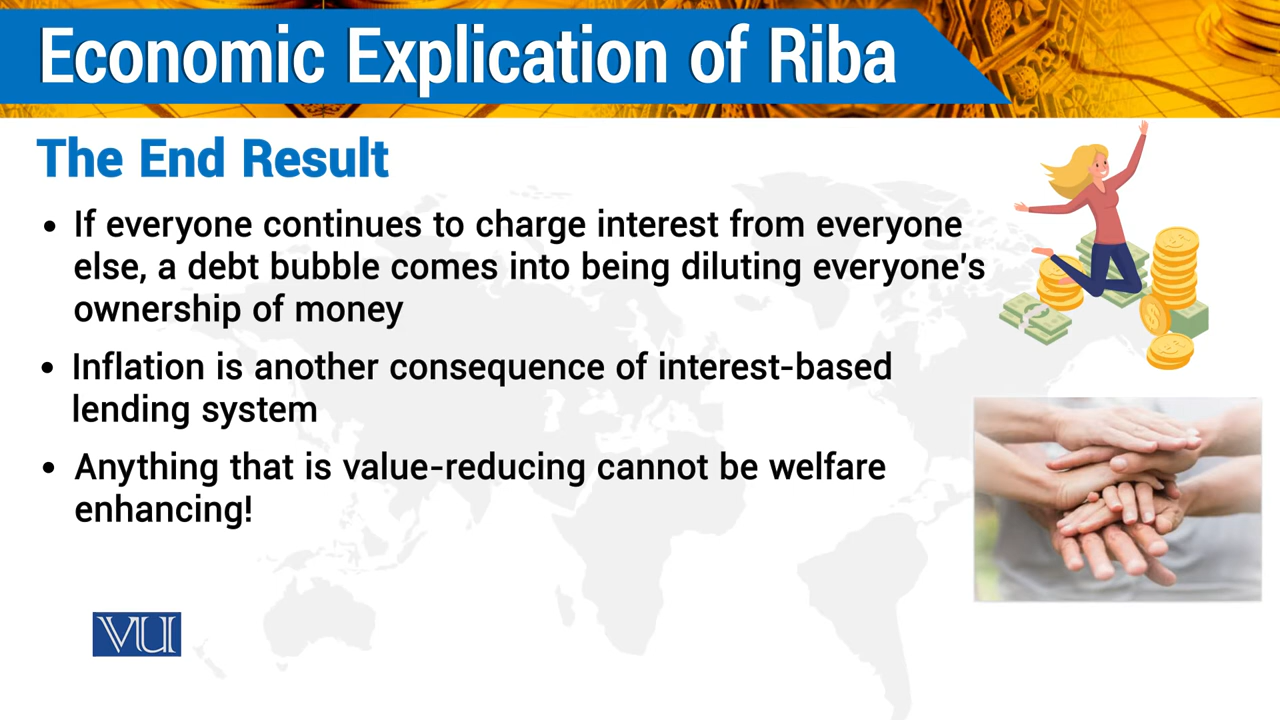 Economic Explication of Riba
The End Result
• If everyone continues to charge interest from everyone
else, a debt bubble comes into being diluting everyone's
ownership of money
• Inflation is another consequence of interest-based
lending system
• Anything that is value-reducing cannot be welfare
enhancing!
VU